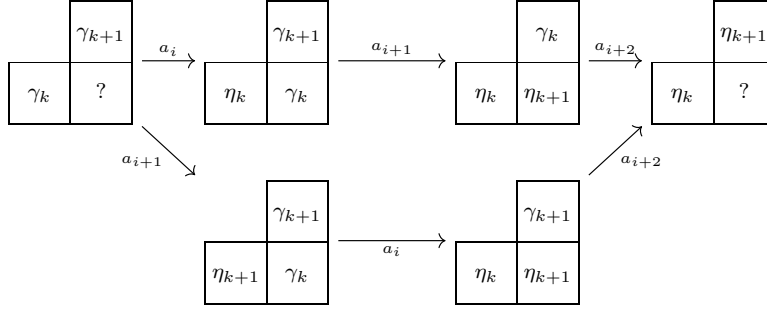 γ_{k+1} γ_{k+1} γ_k η_{k+1}
a_i a_{i+1} a_{i+2}
γ_k ? η_k γ_k η_k η_{k+1} η_k ?
a_{i+1} a_{i+2}
γ_{k+1} γ_{k+1}
a_i
η_{k+1} γ_k η_k η_{k+1}